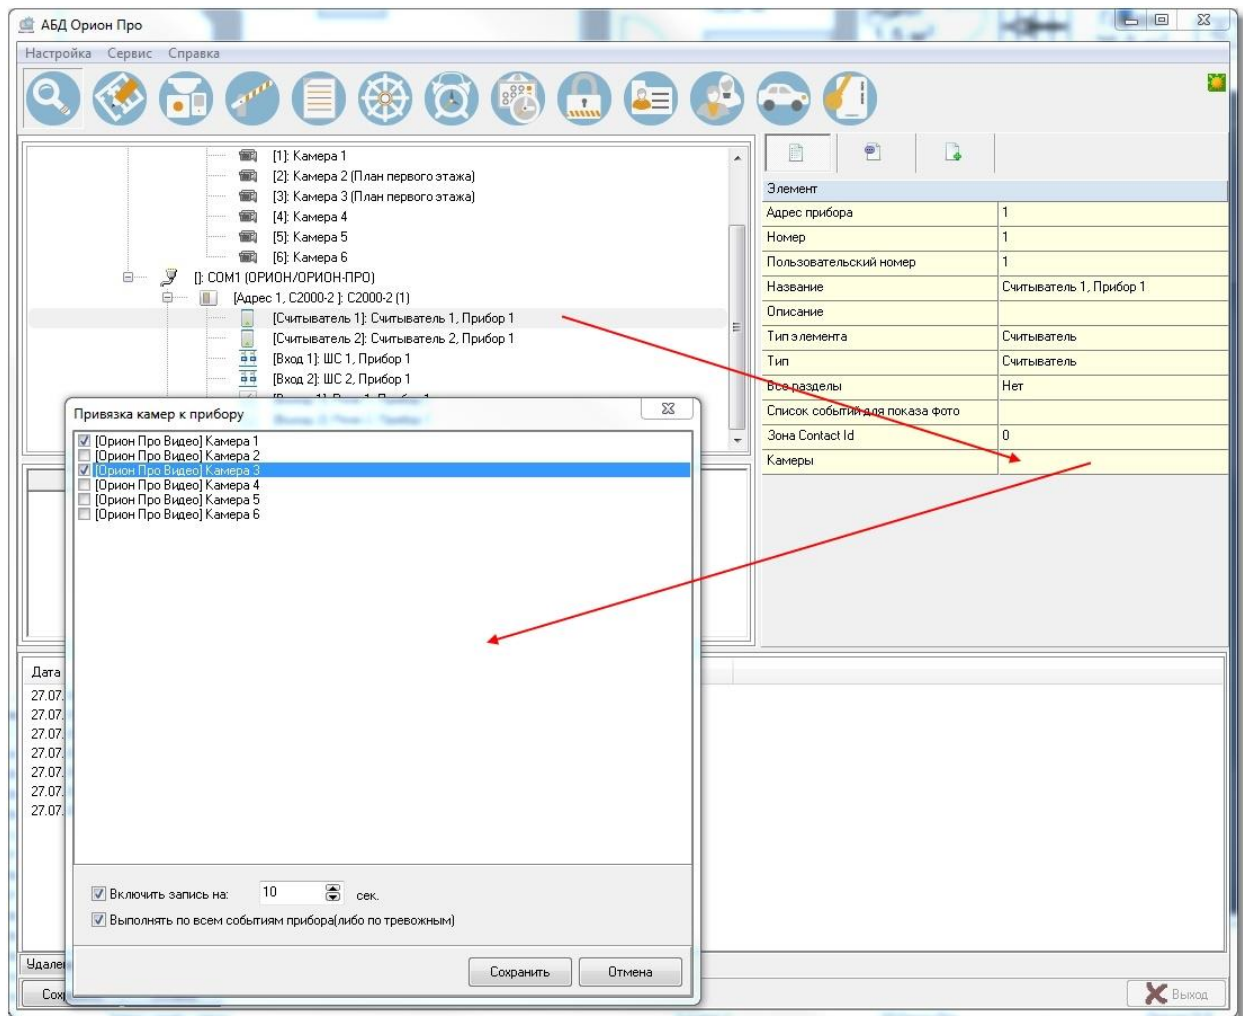 АБД Орион Про
Настройка Сервис Справка
[1]: Камера 1
[2]: Камера 2 (План первого этажа)
[3]: Камера 3 (План первого этажа)
[4]: Камера 4
[5]: Камера 5
[6]: Камера 6
[]: COM1 (ОРИОН/ОРИОН-ПРО)
[Адрес 1, С2000-2 ]: С2000-2 (1)
[Считыватель 1]: Считыватель 1, Прибор 1
[Считыватель 2]: Считыватель 2, Прибор 1
[Вход 1]: ШС 1, Прибор 1
[Вход 2]: ШС 2, Прибор 1
Элемент
Адрес прибора 1
Номер 1
Пользовательский номер 1
Название Считыватель 1, Прибор 1
Описание
Тип элемента Считыватель
Тип Считыватель
Все разделы Нет
Список событий для показа фото
Зона Contact Id 0
Камеры
Привязка камер к прибору
[Орион Про Видео] Камера 1
[Орион Про Видео] Камера 2
[Орион Про Видео] Камера 3
[Орион Про Видео] Камера 4
[Орион Про Видео] Камера 5
[Орион Про Видео] Камера 6
Включить запись на: 10 сек.
Выполнять по всем событиям прибора(либо по тревожным)
Сохранить Отмена
Дата
27.07.
27.07.
27.07.
27.07.
27.07.
27.07.
27.07.
Удале
Сох
Выход